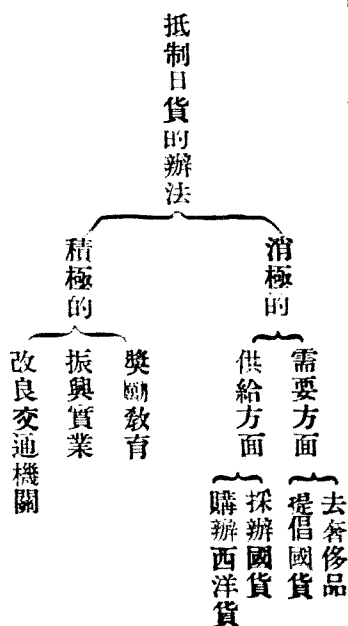 抵制日貨的辦法
消極的
需要方面
去奢侈品
提倡國貨
供給方面
採辦國貨
購辦西洋貨
積極的
獎勵敎育
振興實業
改良交通機關